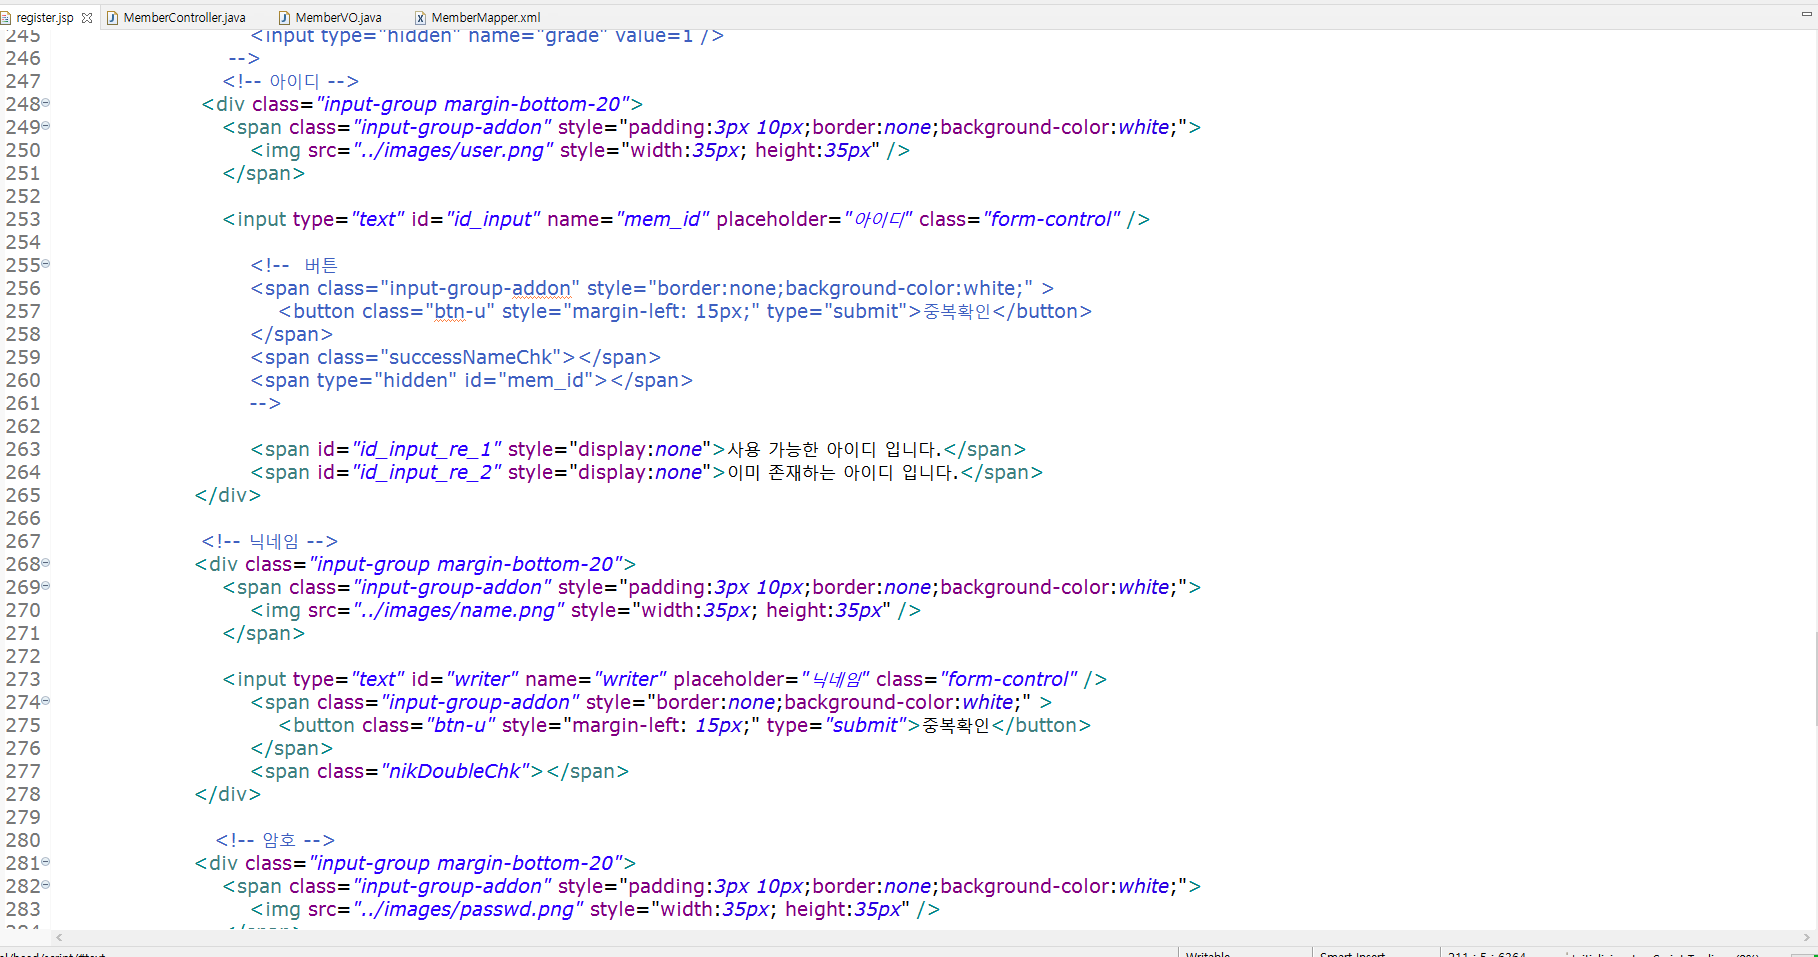 register.jsp MemberController.java MemberVO.java MemberMapper.xml
245 <input type="hidden" name="grade" value=1 />
246 -->
247 <!-- 아이디 -->
248 <div class="input-group margin-bottom-20">
249 <span class="input-group-addon" style="padding:3px 10px;border:none;background-color:white;">
250 <img src="../images/user.png" style="width:35px; height:35px" />
251 </span>
252
253 <input type="text" id="id_input" name="mem_id" placeholder="아이디" class="form-control" />
254
255 <!-- 버튼
256 <span class="input-group-addon" style="border:none;background-color:white;" >
257 <button class="btn-u" style="margin-left: 15px;" type="submit">중복확인</button>
258 </span>
259 <span class="successNameChk"></span>
260 <span type="hidden" id="mem_id"></span>
261 -->
262
263 <span id="id_input_re_1" style="display:none">사용 가능한 아이디 입니다.</span>
264 <span id="id_input_re_2" style="display:none">이미 존재하는 아이디 입니다.</span>
265 </div>
266
267 <!-- 닉네임 -->
268 <div class="input-group margin-bottom-20">
269 <span class="input-group-addon" style="padding:3px 10px;border:none;background-color:white;">
270 <img src="../images/name.png" style="width:35px; height:35px" />
271 </span>
272
273 <input type="text" id="writer" name="writer" placeholder="닉네임" class="form-control" />
274 <span class="input-group-addon" style="border:none;background-color:white;" >
275 <button class="btn-u" style="margin-left: 15px;" type="submit">중복확인</button>
276 </span>
277 <span class="nikDoubleChk"></span>
278 </div>
279
280 <!-- 암호 -->
281 <div class="input-group margin-bottom-20">
282 <span class="input-group-addon" style="padding:3px 10px;border:none;background-color:white;">
283 <img src="../images/passwd.png" style="width:35px; height:35px" />